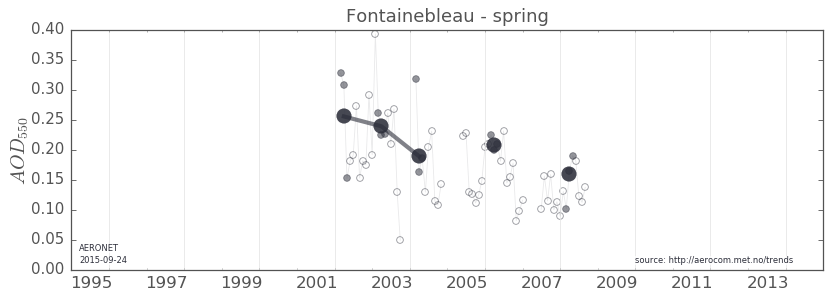 Fontainebleau - spring
0.40
0.35
0.30
0.25
0.20
0.15
0.10
0.05
0.00
AOD550
AERONET
2015-09-24
source: http://aerocom.met.no/trends
1995 1997 1999 2001 2003 2005 2007 2009 2011 2013